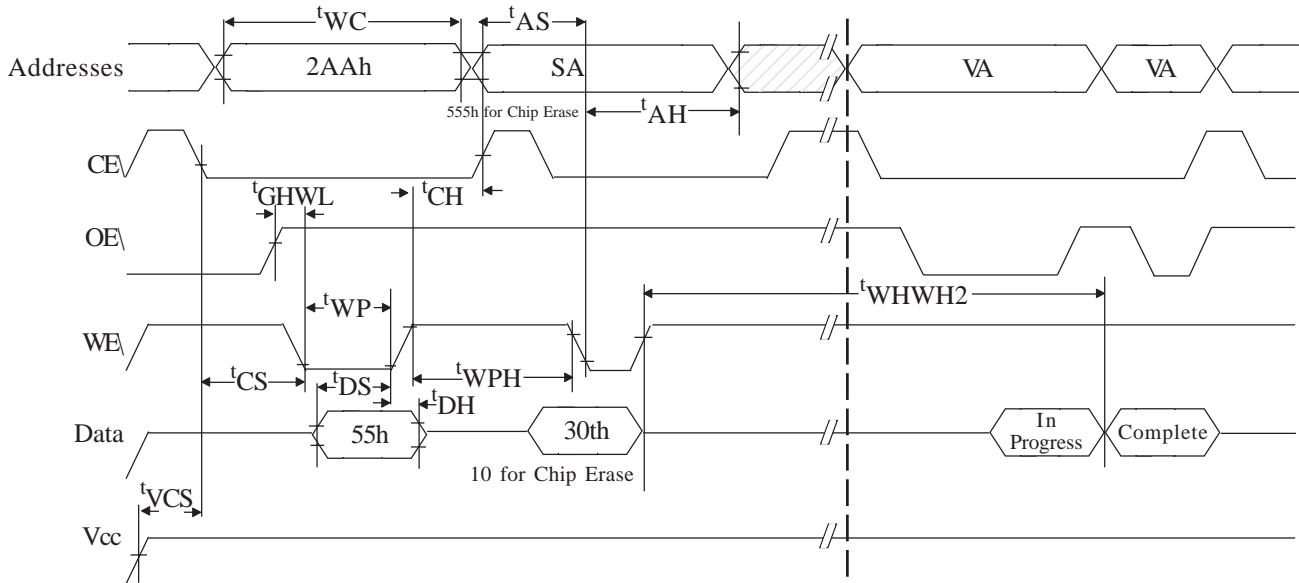 tWC
tAS
Addresses
2AAh
SA
VA
VA
555h for Chip Erase
tAH
CE\
tGHWL
tCH
OE\
tWHWH2
tWP
WE\
tCS
tDS
tWPH
tDH
Data
55h
30th
In
Progress
Complete
10 for Chip Erase
tVCS
Vcc